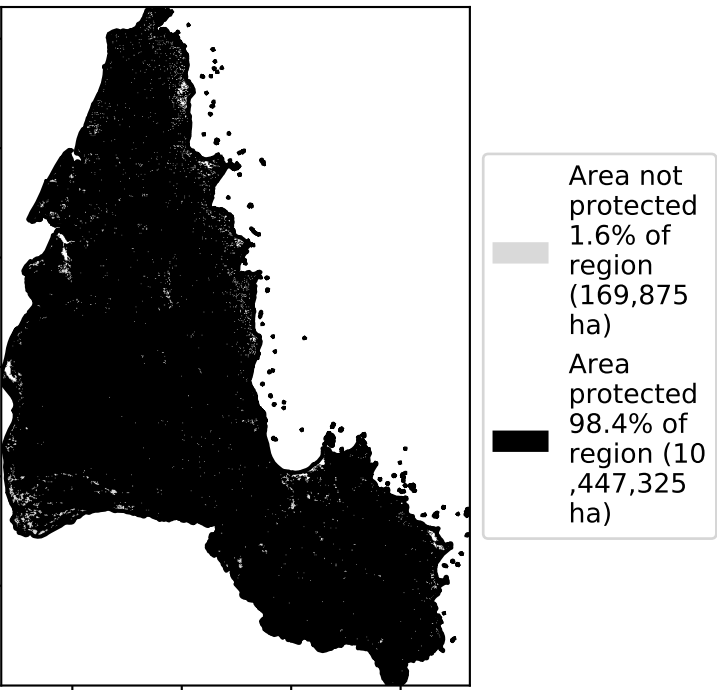 Area not
protected
1.6% of
region
(169,875
ha)
Area
protected
98.4% of
region (10
,447,325
ha)